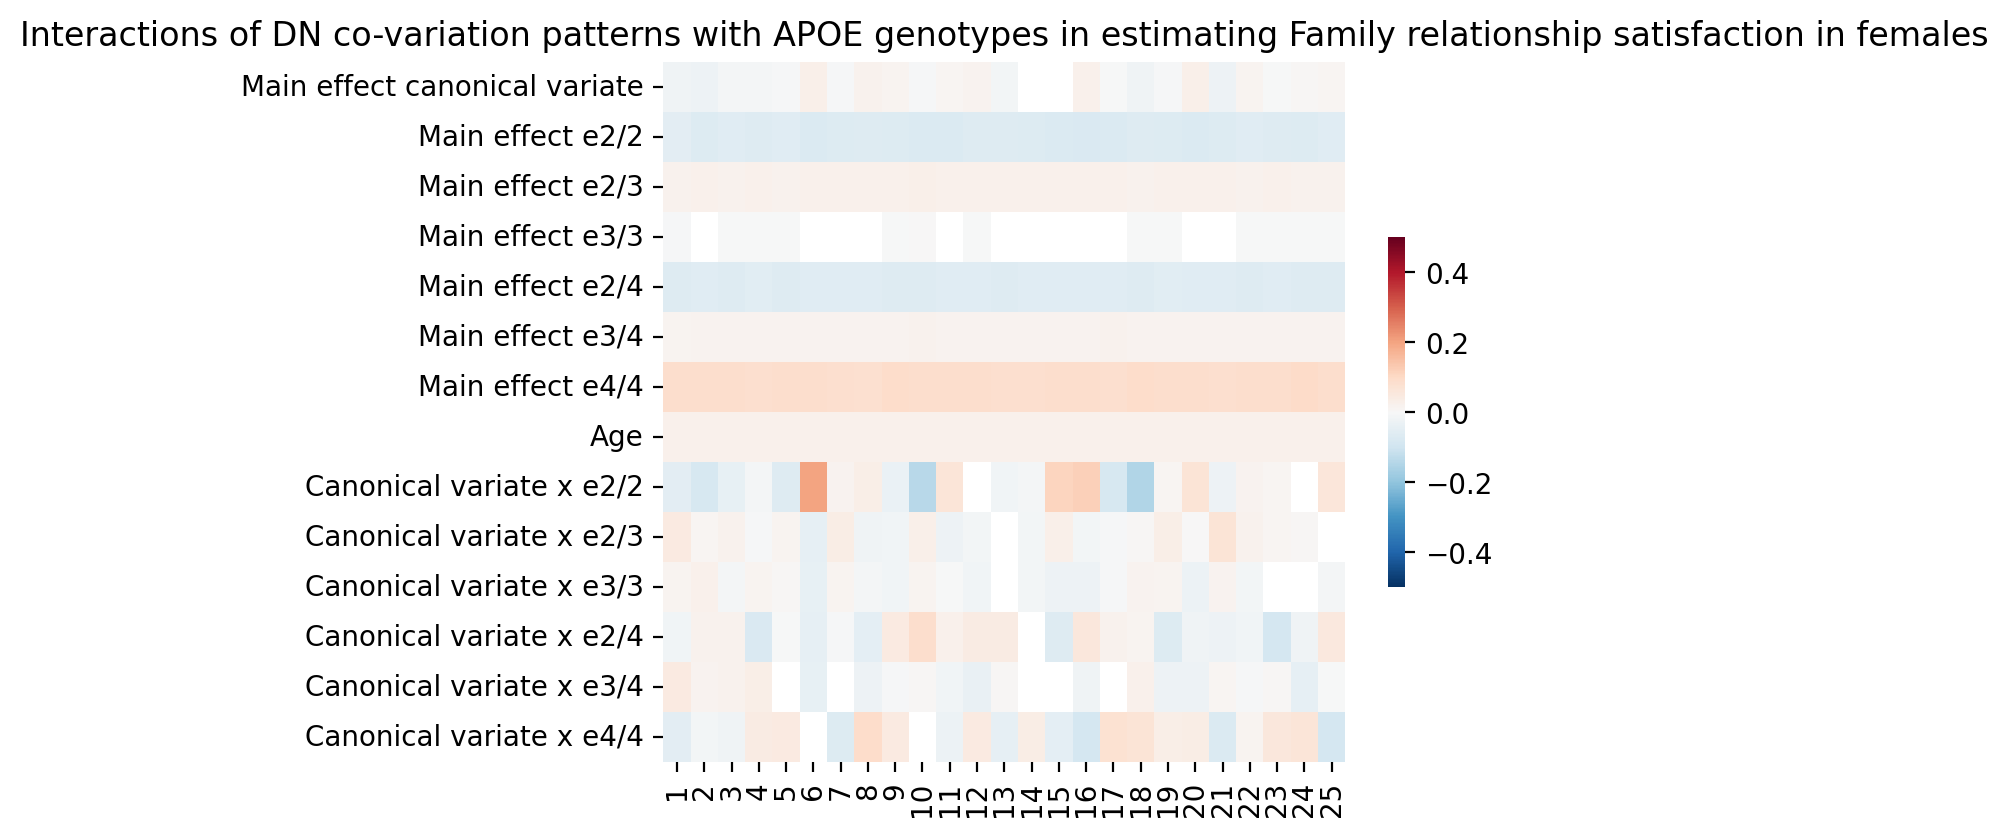 Interactions of DN co-variation patterns with APOE genotypes in estimating Family relationship satisfaction in females
Main effect canonical variate
Main effect e2/2
Main effect e2/3
Main effect e3/3
Main effect e2/4
Main effect e3/4
Main effect e4/4
Age
Canonical variate x e2/2
Canonical variate x e2/3
Canonical variate x e3/3
Canonical variate x e2/4
Canonical variate x e3/4
Canonical variate x e4/4
1 2 3 4 5 6 7 8 9 10 11 12 13 14 15 16 17 18 19 20 21 22 23 24 25
0.4
0.2
0.0
−0.2
−0.4